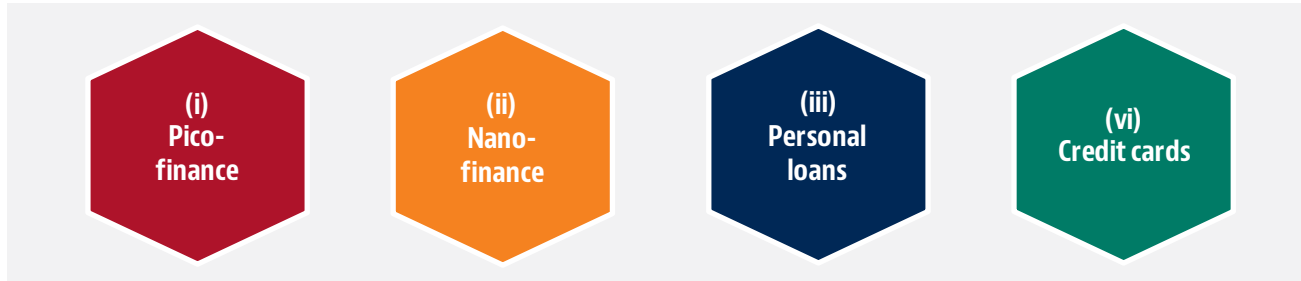 (i)
Pico-
finance
(ii)
Nano-
finance
(iii)
Personal
loans
(vi)
Credit cards